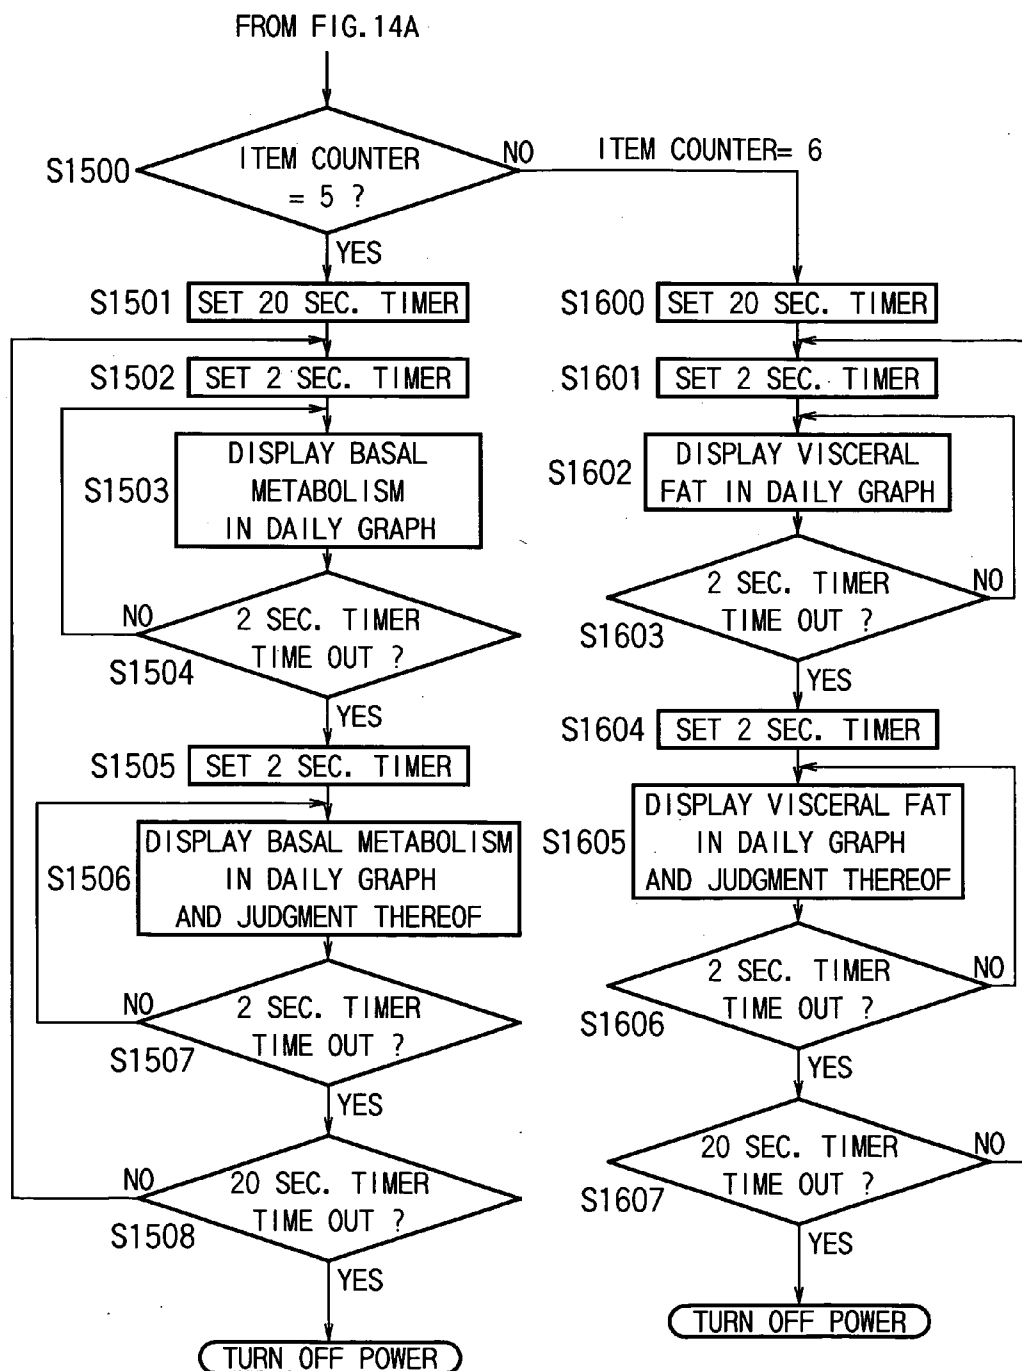 FROM FIG.14A
S1500
ITEM COUNTER
= 5 ?
NO
ITEM COUNTER= 6
YES
S1501
SET 20 SEC. TIMER
S1502
SET 2 SEC. TIMER
S1503
DISPLAY BASAL
METABOLISM
IN DAILY GRAPH
NO
2 SEC. TIMER
TIME OUT ?
S1504
YES
S1505
SET 2 SEC. TIMER
S1506
DISPLAY BASAL METABOLISM
IN DAILY GRAPH
AND JUDGMENT THEREOF
NO
2 SEC. TIMER
TIME OUT ?
S1507
YES
NO
20 SEC. TIMER
TIME OUT ?
S1508
YES
TURN OFF POWER
S1600
SET 20 SEC. TIMER
S1601
SET 2 SEC. TIMER
S1602
DISPLAY VISCERAL
FAT IN DAILY GRAPH
2 SEC. TIMER
TIME OUT ?
NO
S1603
YES
S1604
SET 2 SEC. TIMER
S1605
DISPLAY VISCERAL FAT
IN DAILY GRAPH
AND JUDGMENT THEREOF
2 SEC. TIMER
TIME OUT ?
NO
S1606
YES
20 SEC. TIMER
TIME OUT ?
NO
S1607
YES
TURN OFF POWER